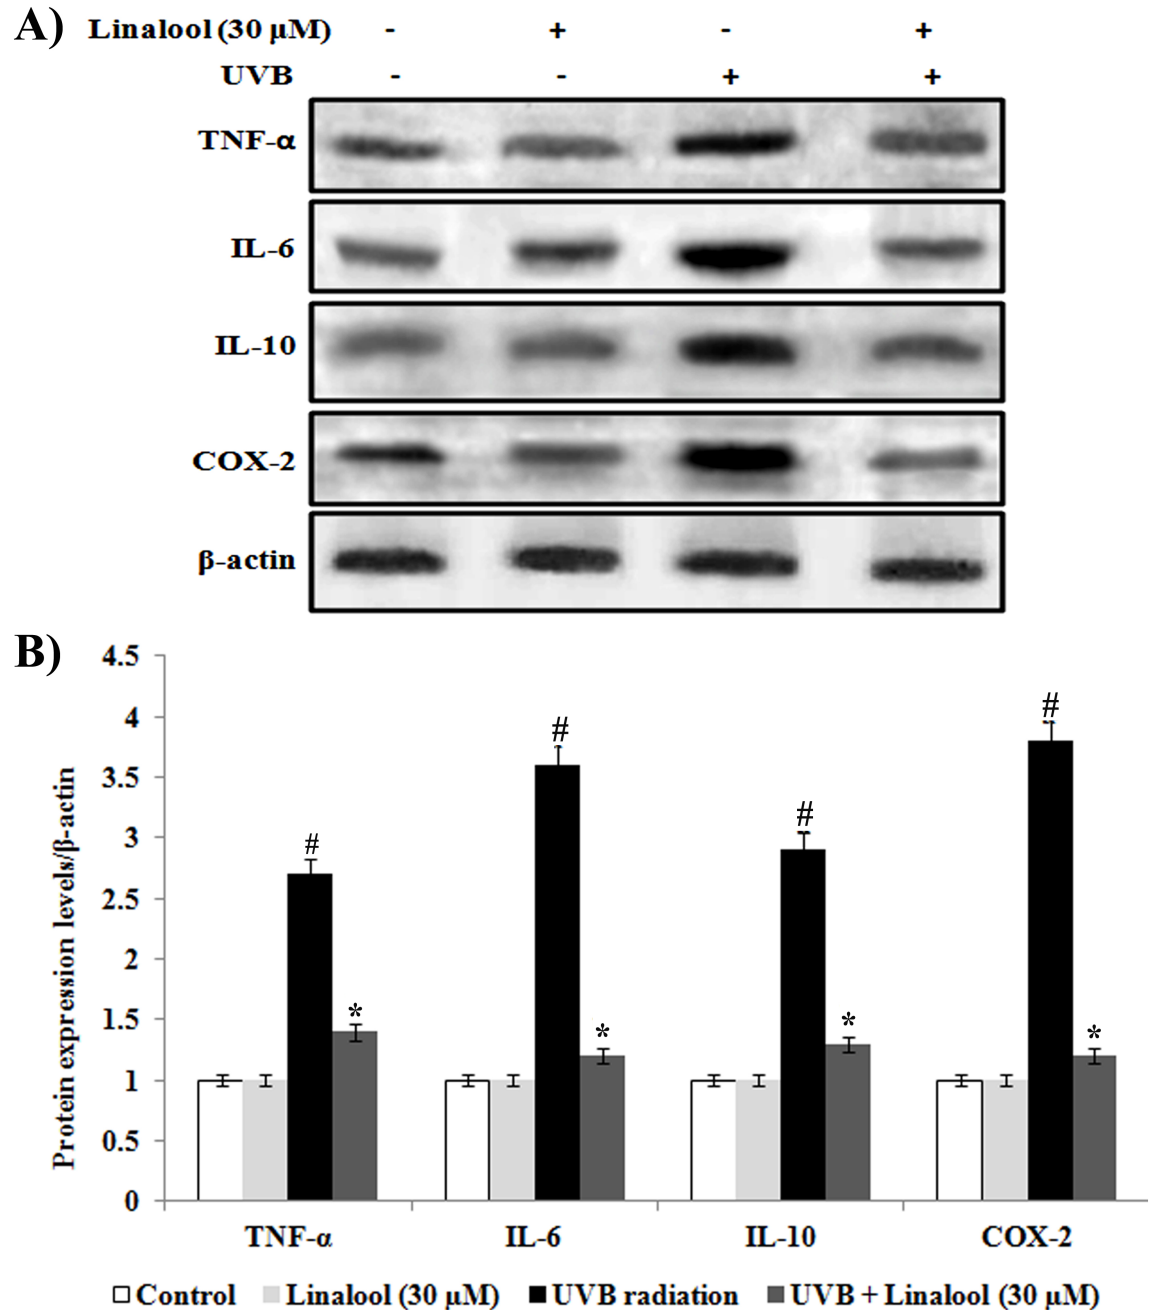 A) Linalool (30 µM) - + - +
UVB - - + +
TNF-α
IL-6
IL-10
COX-2
β-actin
B)
Protein expression levels/β-actin
4.5
4
3.5
3
2.5
2
1.5
1
0.5
0
# * # * # * # *
TNF-α IL-6 IL-10 COX-2
Control Linalool (30 µM) UVB radiation UVB + Linalool (30 µM)